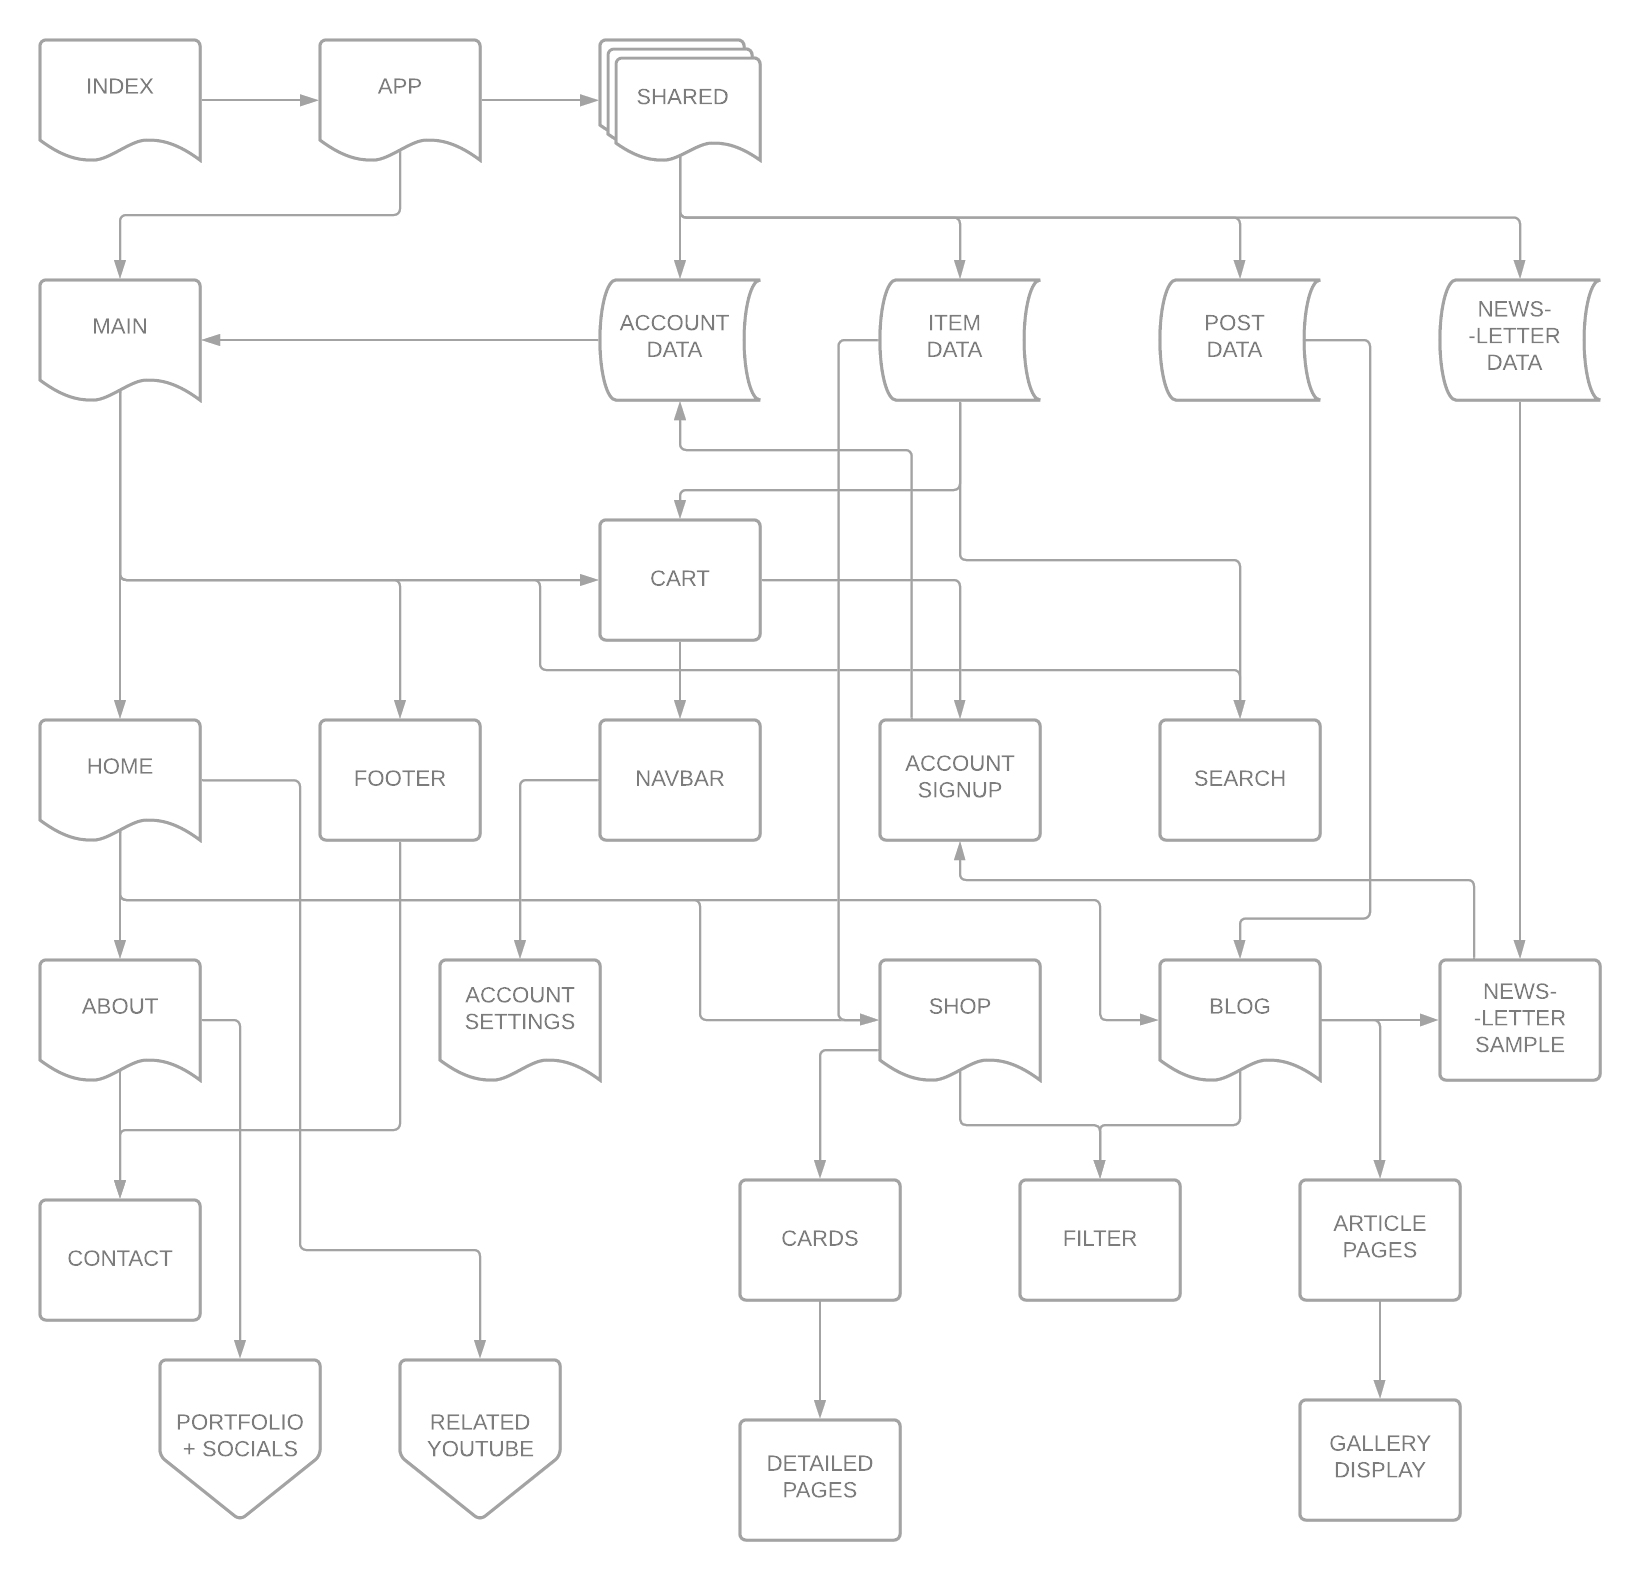 INDEX
APP
SHARED
MAIN
ACCOUNT
DATA
ITEM
DATA
POST
DATA
NEWS-
-LETTER
DATA
CART
HOME
FOOTER
NAVBAR
ACCOUNT
SIGNUP
SEARCH
ABOUT
ACCOUNT
SETTINGS
SHOP
BLOG
NEWS-
-LETTER
SAMPLE
CONTACT
CARDS
FILTER
ARTICLE
PAGES
PORTFOLIO
+ SOCIALS
RELATED
YOUTUBE
DETAILED
PAGES
GALLERY
DISPLAY